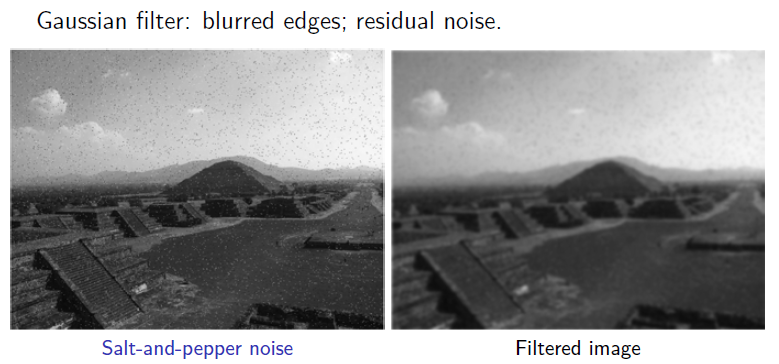 Gaussian filter: blurred edges; residual noise.
Salt-and-pepper noise
Filtered image